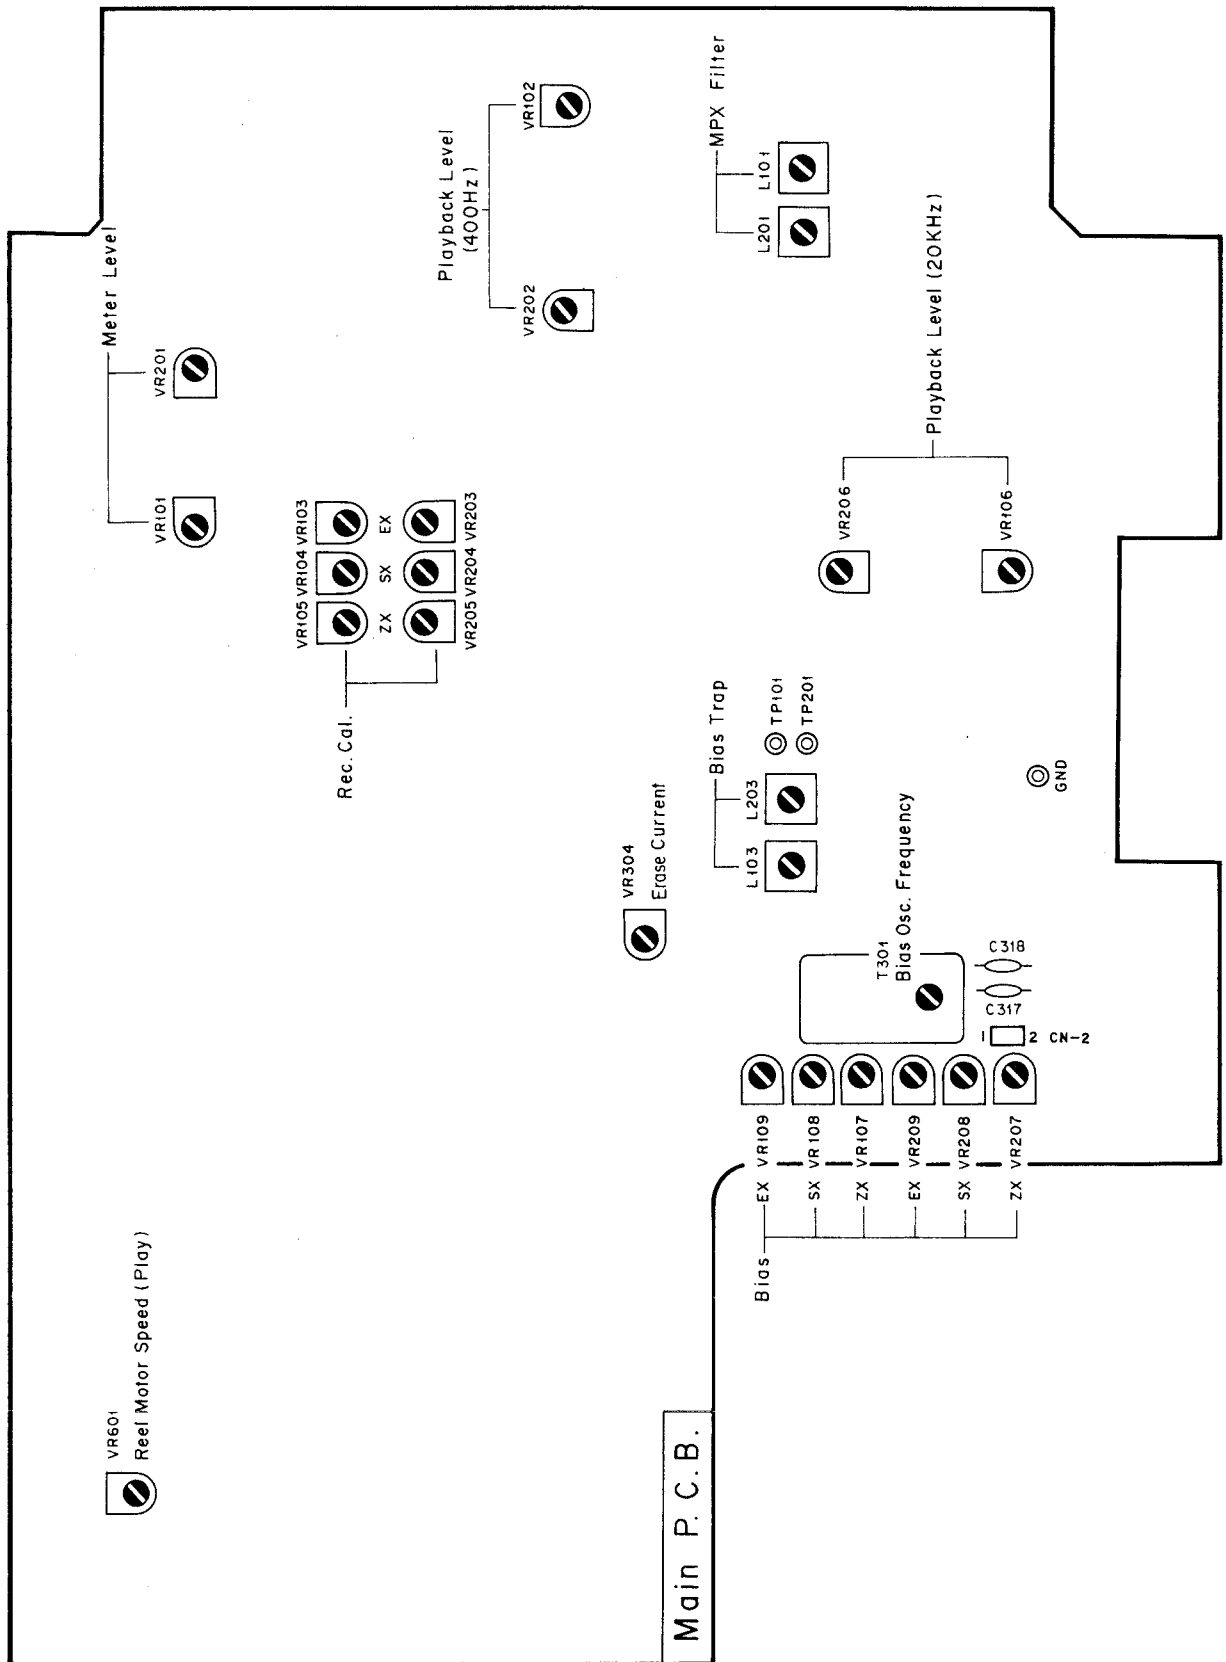 Main P. C. B.
VR601
Reel Motor Speed (Play)
Meter Level
VR101
VR201
Rec. Cal.
VR105 VR104 VR103
ZX SX EX
VR205 VR204 VR203
Playback Level
(400Hz)
VR202
VR102
VR304
Erase Current
Bias Trap
L103
L203
TP101
TP201
MPX Filter
L201
L101
T301
Bias Osc. Frequency
C318
C317
1
2 CN-2
Bias
EX VR109
SX VR108
ZX VR107
EX VR209
SX VR208
ZX VR207
VR206
VR106
Playback Level (20KHz)
GND